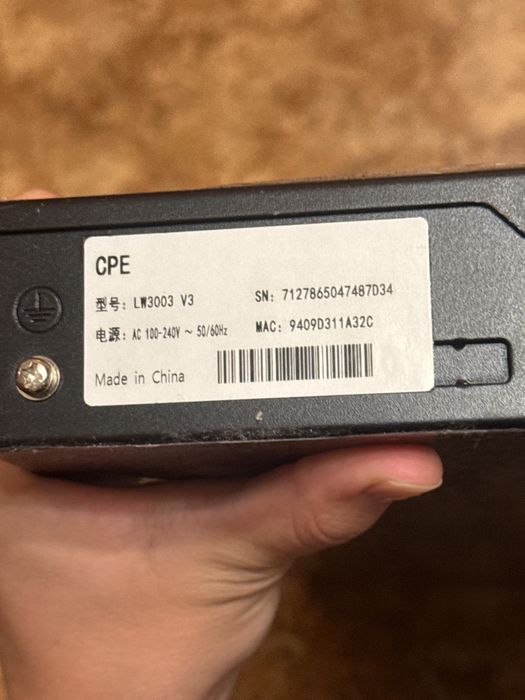 CPE
型号: LW3003 V3
SN: 7127865047487D34
电源: AC 100-240V ~ 50/60Hz
MAC: 9409D311A32C
Made in China